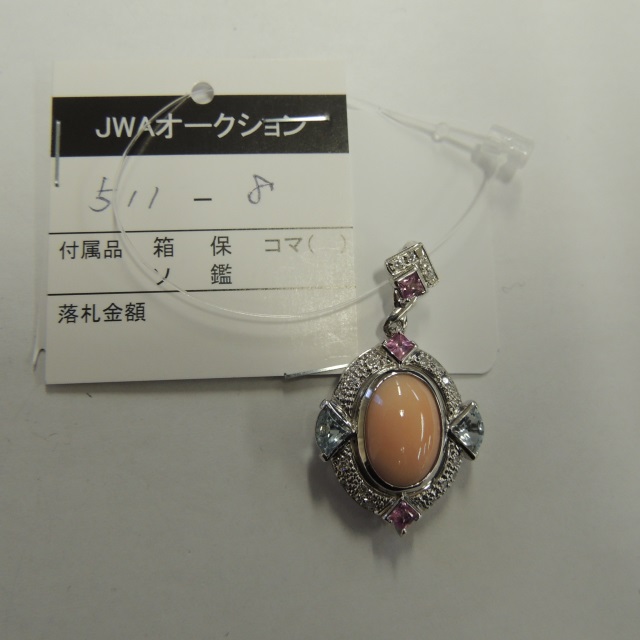 JWAオークション
511 - 8
付属品 箱 保 コマ( )
ソ 鑑
落札金額